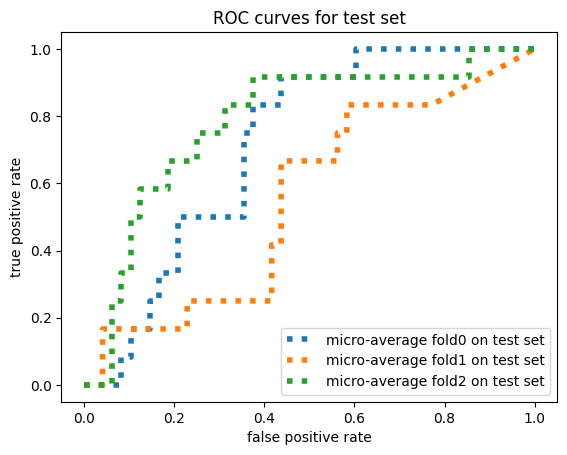 ROC curves for test set
1.0
0.8
0.6
0.4
0.2
0.0
true positive rate
micro-average fold0 on test set
micro-average fold1 on test set
micro-average fold2 on test set
0.0 0.2 0.4 0.6 0.8 1.0
false positive rate